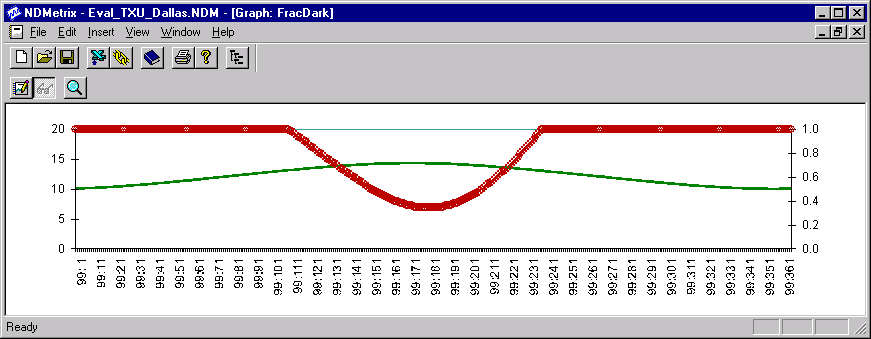 NDMetrix - Eval_TXU_Dallas.NDM - [Graph: FracDark]
File Edit Insert View Window Help
20 1.0
15 0.8
0.6
10 0.4
5 0.2
0 0.0
99: 1 99:11 99:21 99:31 99:41 99:51 99:61 99:71 99:81 99:91 99:101 99:111 99:121 99:131 99:141 99:151 99:161 99:171 99:181 99:191 99:201 99:211 99:221 99:231 99:241 99:251 99:261 99:271 99:281 99:291 99:301 99:311 99:321 99:331 99:341 99:351 99:361
Ready